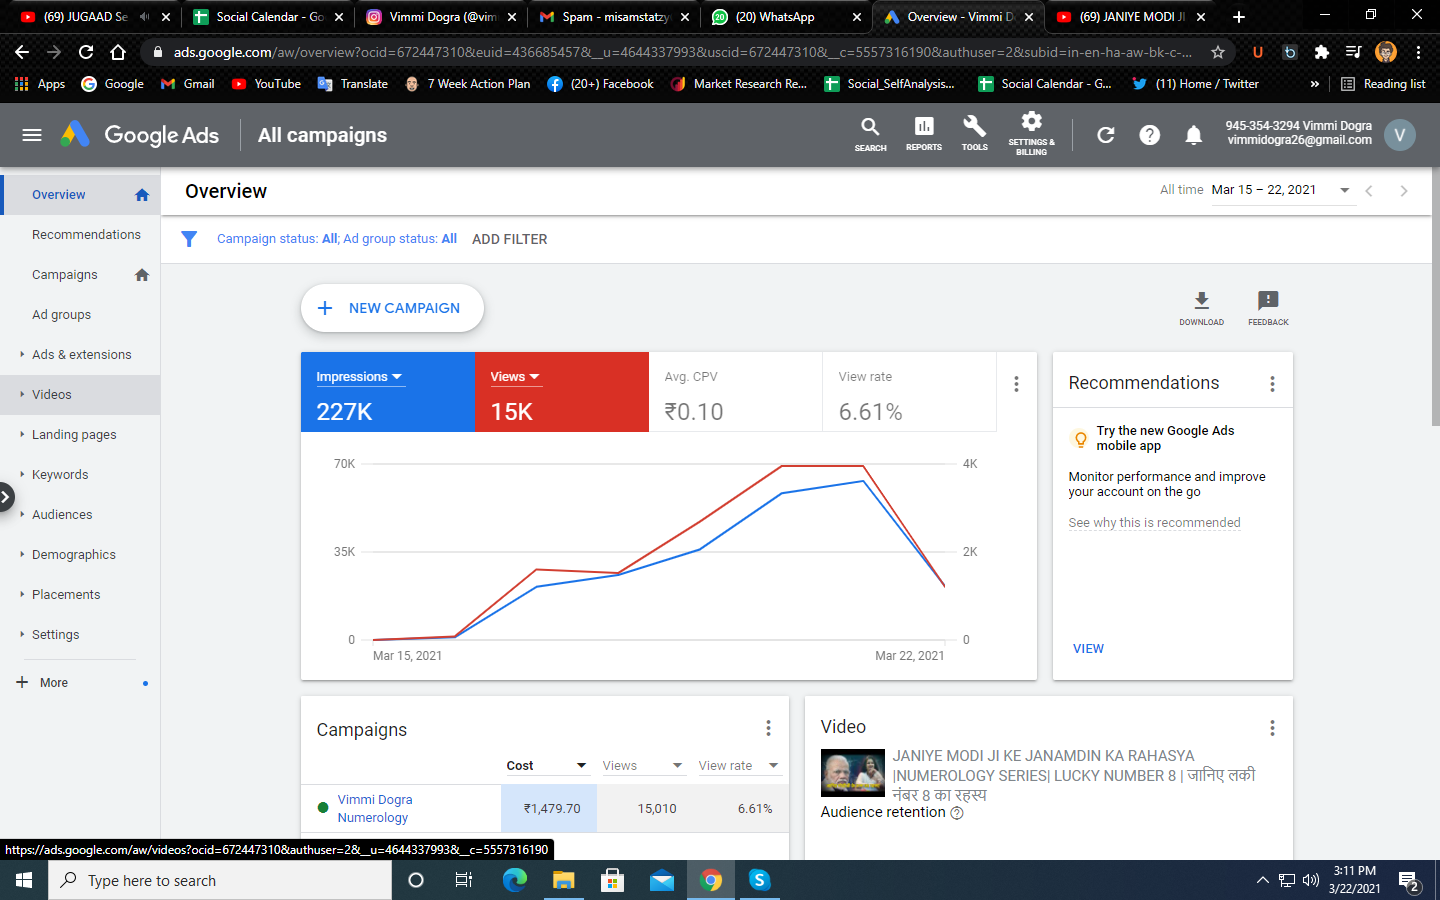 (69) JUGAAD Se
Social Calendar - Go
Vimmi Dogra (@vim
Spam - misamstatzy
(20) WhatsApp
Overview - Vimmi D
(69) JANIYE MODI JI
ads.google.com/aw/overview?ocid=672447310&euid=436685457&__u=4644337993&uscid=672447310&__c=5557316190&authuser=2&subid=in-en-ha-aw-bk-c-...
Apps
Google
Gmail
YouTube
Translate
7 Week Action Plan
(20+) Facebook
Market Research Re...
Social_SelfAnalysis...
Social Calendar - G...
(11) Home / Twitter
»
Reading list
Google Ads
All campaigns
SEARCH
REPORTS
TOOLS
SETTINGS &
BILLING
945-354-3294 Vimmi Dogra
vimmidogra26@gmail.com
V
Overview
Recommendations
Campaigns
Ad groups
Ads & extensions
Videos
Landing pages
Keywords
Audiences
Demographics
Placements
Settings
More
Overview
All time Mar 15 – 22, 2021
Campaign status: All; Ad group status: All ADD FILTER
NEW CAMPAIGN
DOWNLOAD
FEEDBACK
Impressions
227K
Views
15K
Avg. CPV
₹0.10
View rate
6.61%
70K
35K
0
4K
2K
0
Mar 15, 2021
Mar 22, 2021
Recommendations
Try the new Google Ads
mobile app
Monitor performance and improve
your account on the go
See why this is recommended
VIEW
Campaigns
Cost Views View rate
Vimmi Dogra
Numerology
₹1,479.70 15,010 6.61%
Video
JANIYE MODI JI KE JANAMDIN KA RAHASYA
|NUMEROLOGY SERIES| LUCKY NUMBER 8 | जानिए लकी
नंबर 8 का रहस्य
Audience retention
https://ads.google.com/aw/videos?ocid=672447310&authuser=2&__u=4644337993&__c=5557316190
Type here to search
3:11 PM
3/22/2021
2